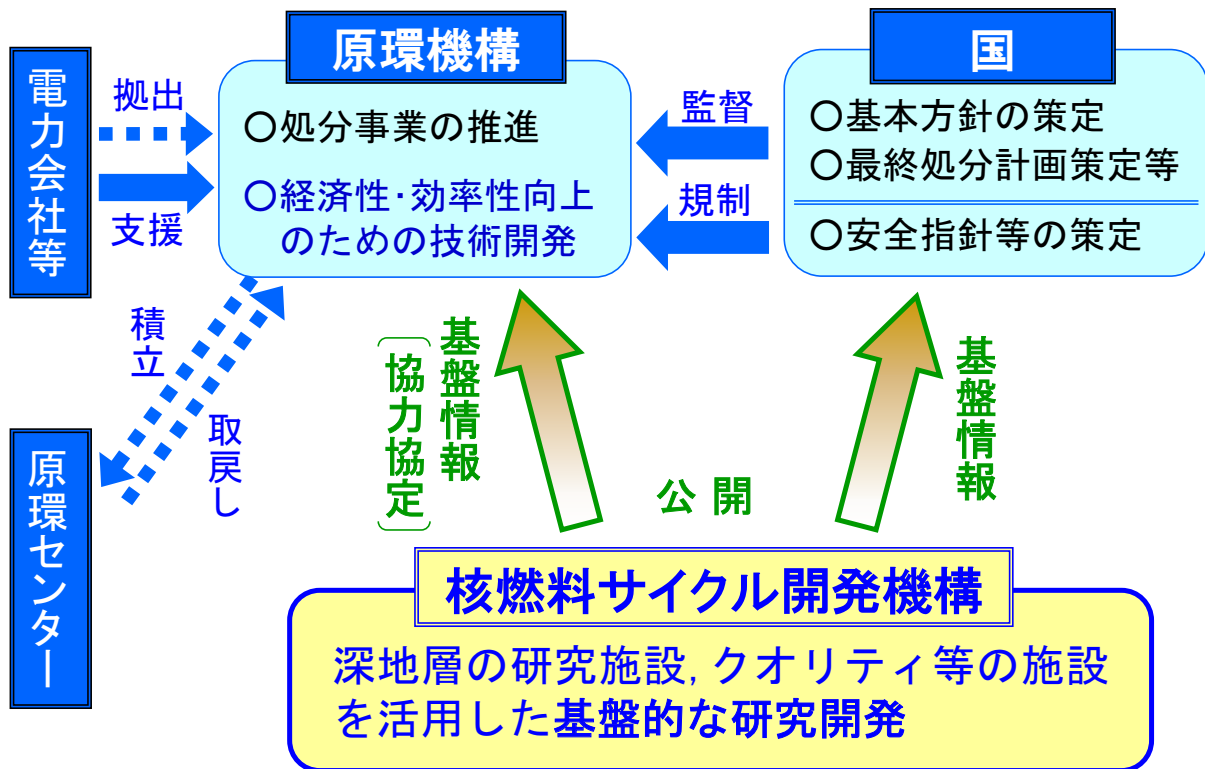 電力会社等
拠出
支援
原環機構
〇処分事業の推進
〇経済性・効率性向上
のための技術開発
監督
規制
国
〇基本方針の策定
〇最終処分計画策定等
〇安全指針等の策定
積立
取戻し
原環センター
基盤情報
〔協力協定〕
公開
基盤情報
核燃料サイクル開発機構
深地層の研究施設,クオリティ等の施設
を活用した基盤的な研究開発